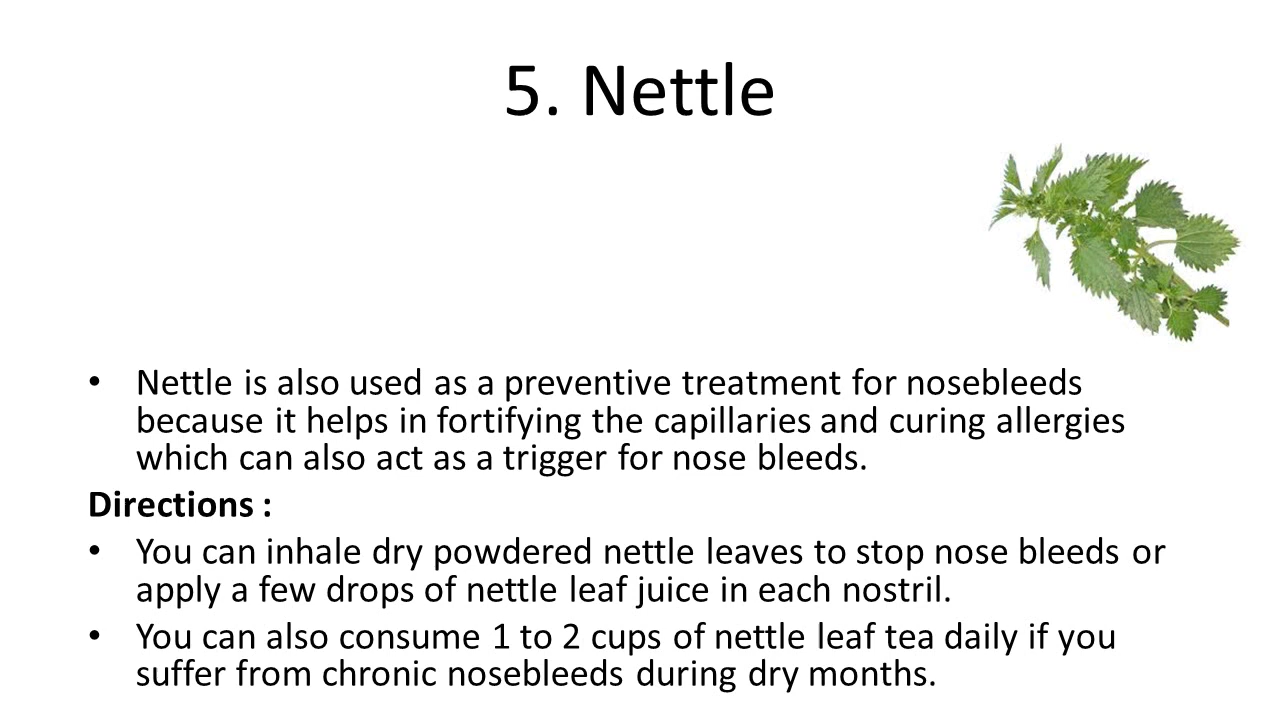 5. Nettle
• Nettle is also used as a preventive treatment for nosebleeds
because it helps in fortifying the capillaries and curing allergies
which can also act as a trigger for nose bleeds.
Directions :
• You can inhale dry powdered nettle leaves to stop nose bleeds or
apply a few drops of nettle leaf juice in each nostril.
• You can also consume 1 to 2 cups of nettle leaf tea daily if you
suffer from chronic nosebleeds during dry months.